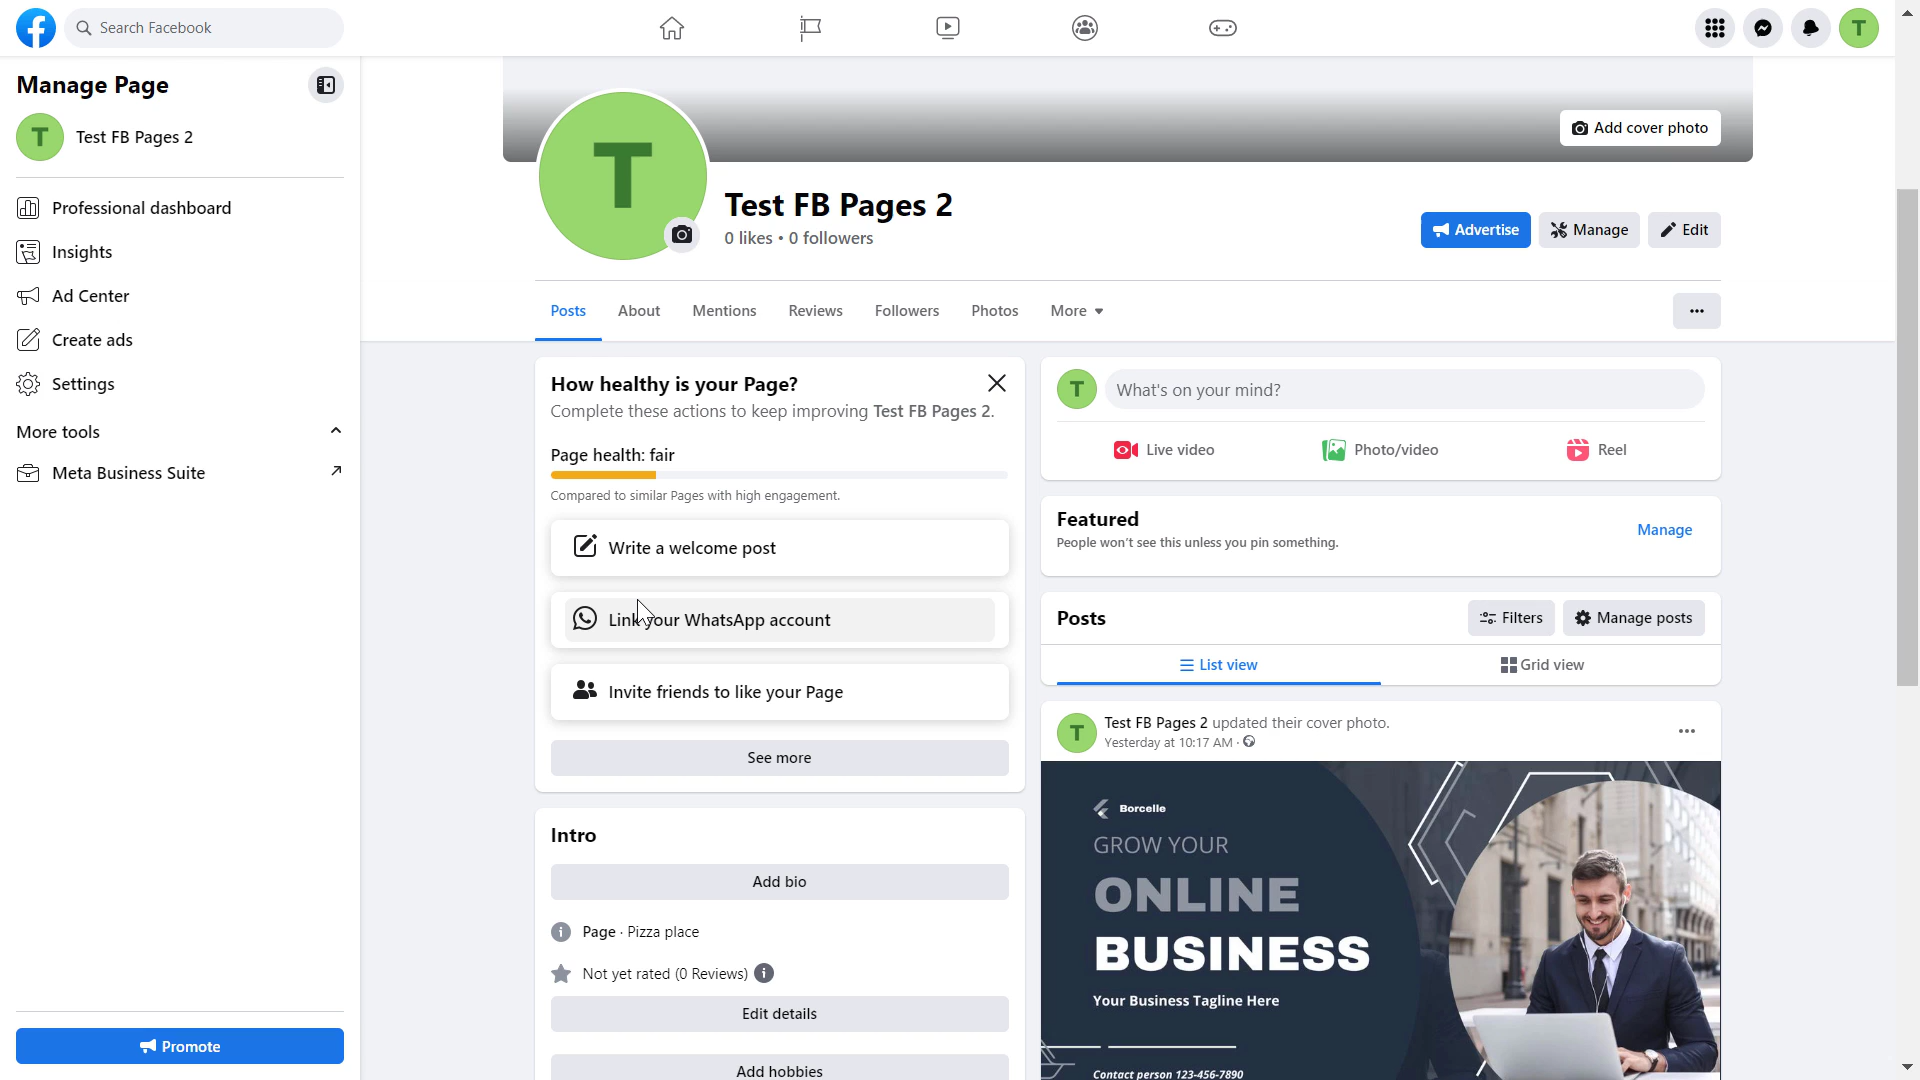 Search Facebook
T
Manage Page
T Test FB Pages 2
Professional dashboard
Insights
Ad Center
Create ads
Settings
More tools
Meta Business Suite
Promote
Add cover photo
T
Test FB Pages 2
0 likes • 0 followers
Advertise Manage Edit
Posts About Mentions Reviews Followers Photos More
How healthy is your Page?
Complete these actions to keep improving Test FB Pages 2.
Page health: fair
Compared to similar Pages with high engagement.
Write a welcome post
Link your WhatsApp account
Invite friends to like your Page
See more
Intro
Add bio
Page · Pizza place
Not yet rated (0 Reviews)
Edit details
Add hobbies
T What's on your mind?
Live video Photo/video Reel
Featured
People won't see this unless you pin something.
Manage
Posts
Filters Manage posts
List view Grid view
T
Test FB Pages 2 updated their cover photo.
Yesterday at 10:17 AM ·
Borcelle
GROW YOUR
ONLINE
BUSINESS
Your Business Tagline Here
Contact person 123-456-7890